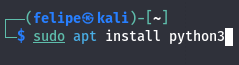 (felipe㉿kali)-[~]
$ sudo apt install python3